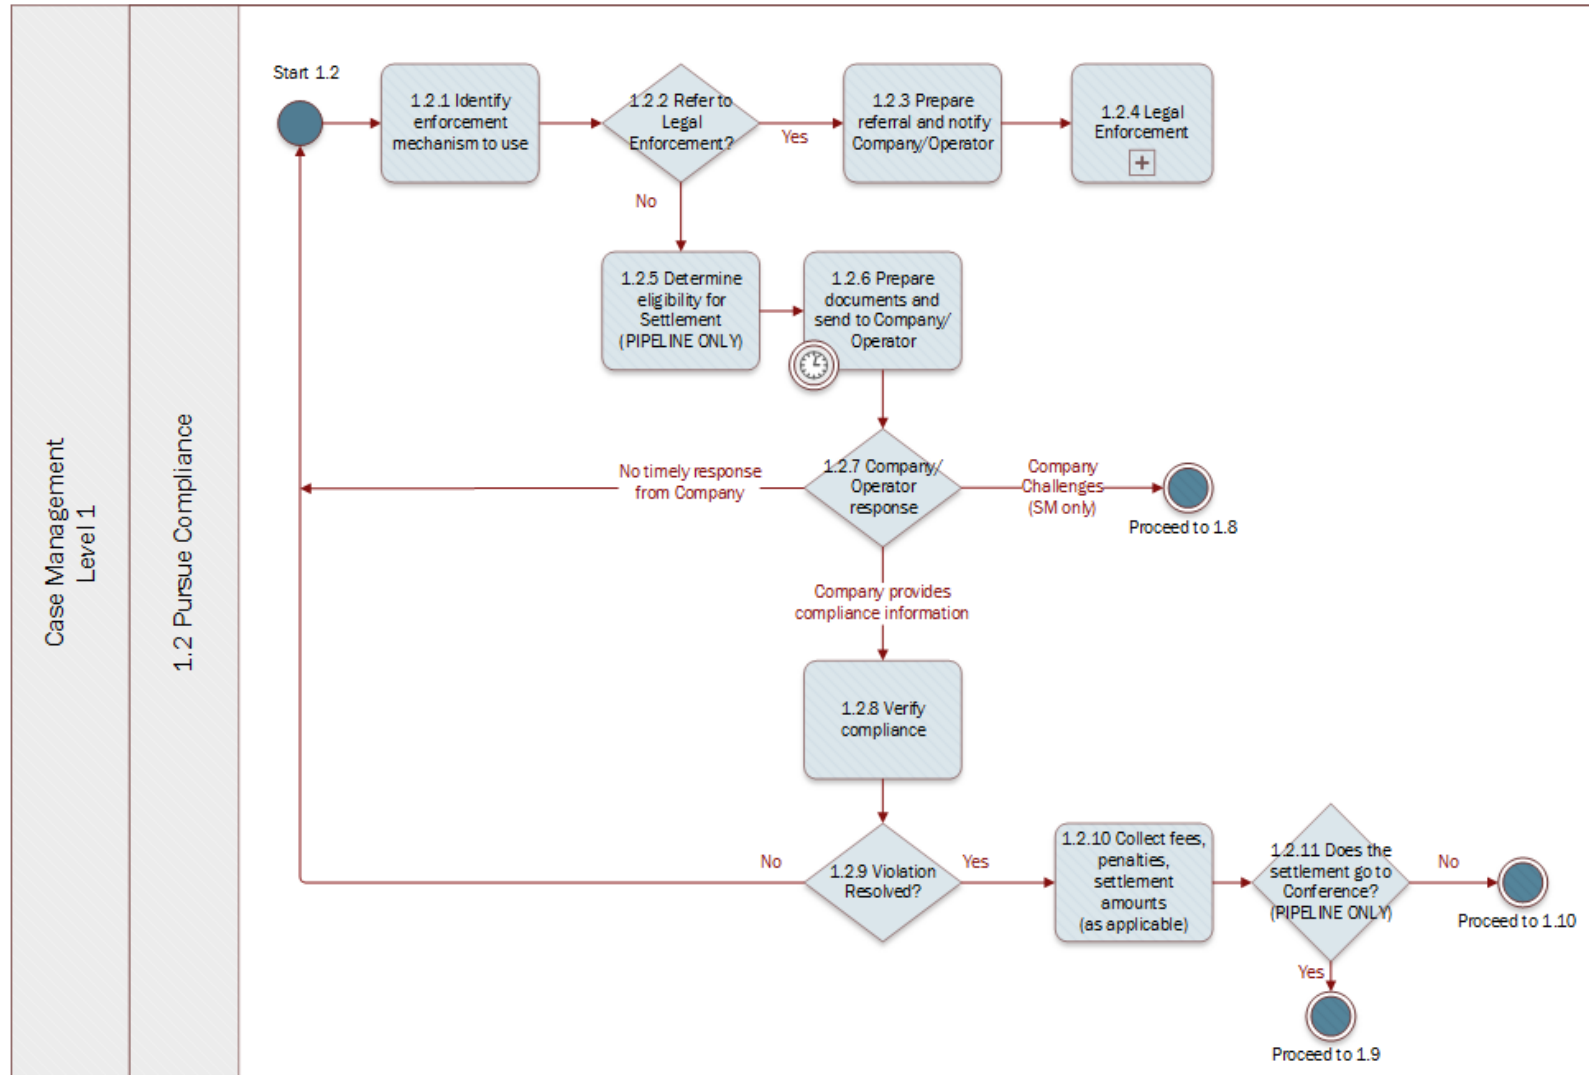 Case Management
Level 1
1.2 Pursue Compliance
Start 1.2
1.2.1 Identify
enforcement
mechanism to use
1.2.2 Refer to
Legal
Enforcement?
Yes
1.2.3 Prepare
referral and notify
Company/Operator
1.2.4 Legal
Enforcement
No
1.2.5 Determine
eligibility for
Settlement
(PIPELINE ONLY)
1.2.6 Prepare
documents and
send to Company/
Operator
1.2.7 Company/
Operator
response
No timely response
from Company
Company
Challenges
(SM only)
Proceed to 1.8
Company provides
compliance information
1.2.8 Verify
compliance
1.2.9 Violation
Resolved?
No
Yes
1.2.10 Collect fees,
penalties,
settlement
amounts
(as applicable)
1.2.11 Does the
settlement go to
Conference?
(PIPELINE ONLY)
No
Proceed to 1.10
Yes
Proceed to 1.9